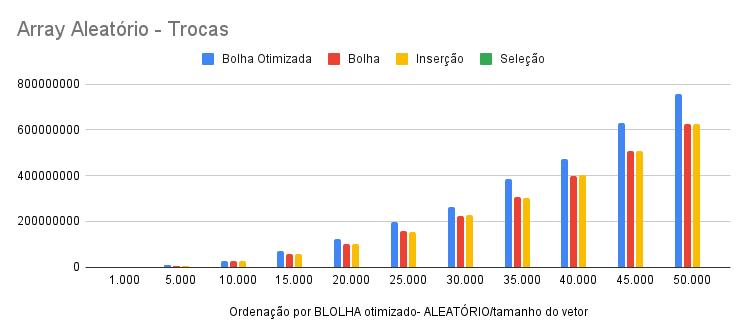 Array Aleatório - Trocas
Bolha Otimizada Bolha Inserção Seleção
800000000
600000000
400000000
200000000
0
1.000 5.000 10.000 15.000 20.000 25.000 30.000 35.000 40.000 45.000 50.000
Ordenação por BLOLHA otimizado- ALEATÓRIO/tamanho do vetor